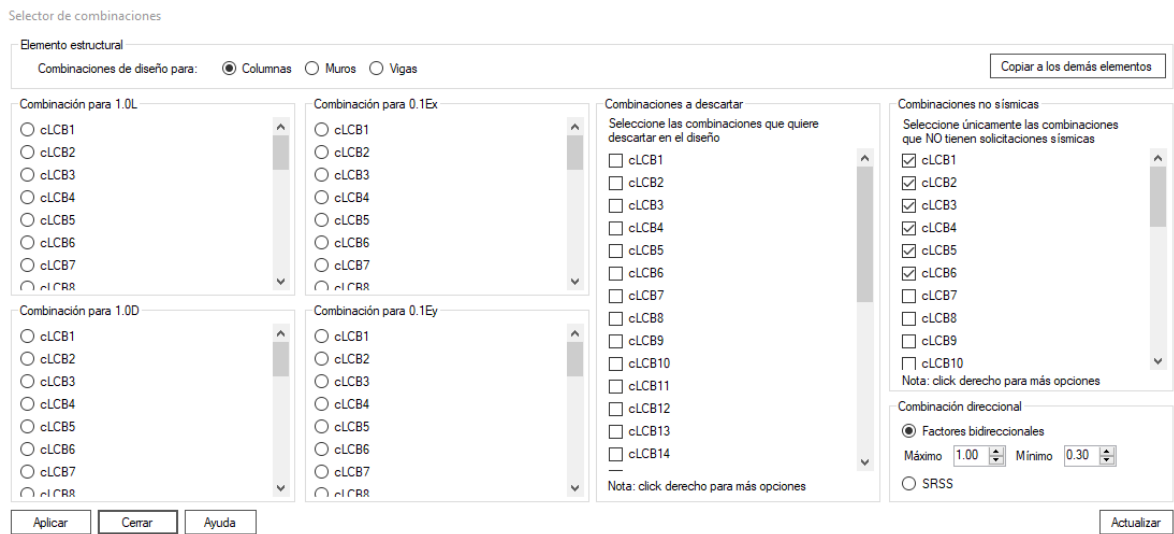 Selector de combinaciones
Elemento estructural
Combinaciones de diseño para: Columnas Muros Vigas
Copiar a los demás elementos
Combinación para 1.0L
cLCB1
cLCB2
cLCB3
cLCB4
cLCB5
cLCB6
cLCB7
cLCB8
Combinación para 0.1Ex
cLCB1
cLCB2
cLCB3
cLCB4
cLCB5
cLCB6
cLCB7
cLCB8
Combinación para 1.0D
cLCB1
cLCB2
cLCB3
cLCB4
cLCB5
cLCB6
cLCB7
cLCB8
Combinación para 0.1Ey
cLCB1
cLCB2
cLCB3
cLCB4
cLCB5
cLCB6
cLCB7
cLCB8
Combinaciones a descartar
Seleccione las combinaciones que quiere
descartar en el diseño
cLCB1
cLCB2
cLCB3
cLCB4
cLCB5
cLCB6
cLCB7
cLCB8
cLCB9
cLCB10
cLCB11
cLCB12
cLCB13
cLCB14
Nota: click derecho para más opciones
Combinaciones no sísmicas
Seleccione únicamente las combinaciones
que NO tienen solicitaciones sísmicas
cLCB1
cLCB2
cLCB3
cLCB4
cLCB5
cLCB6
cLCB7
cLCB8
cLCB9
cLCB10
Nota: click derecho para más opciones
Combinación direccional
Factores bidireccionales
Máximo 1.00 Mínimo 0.30
SRSS
Aplicar Cerrar Ayuda
Actualizar